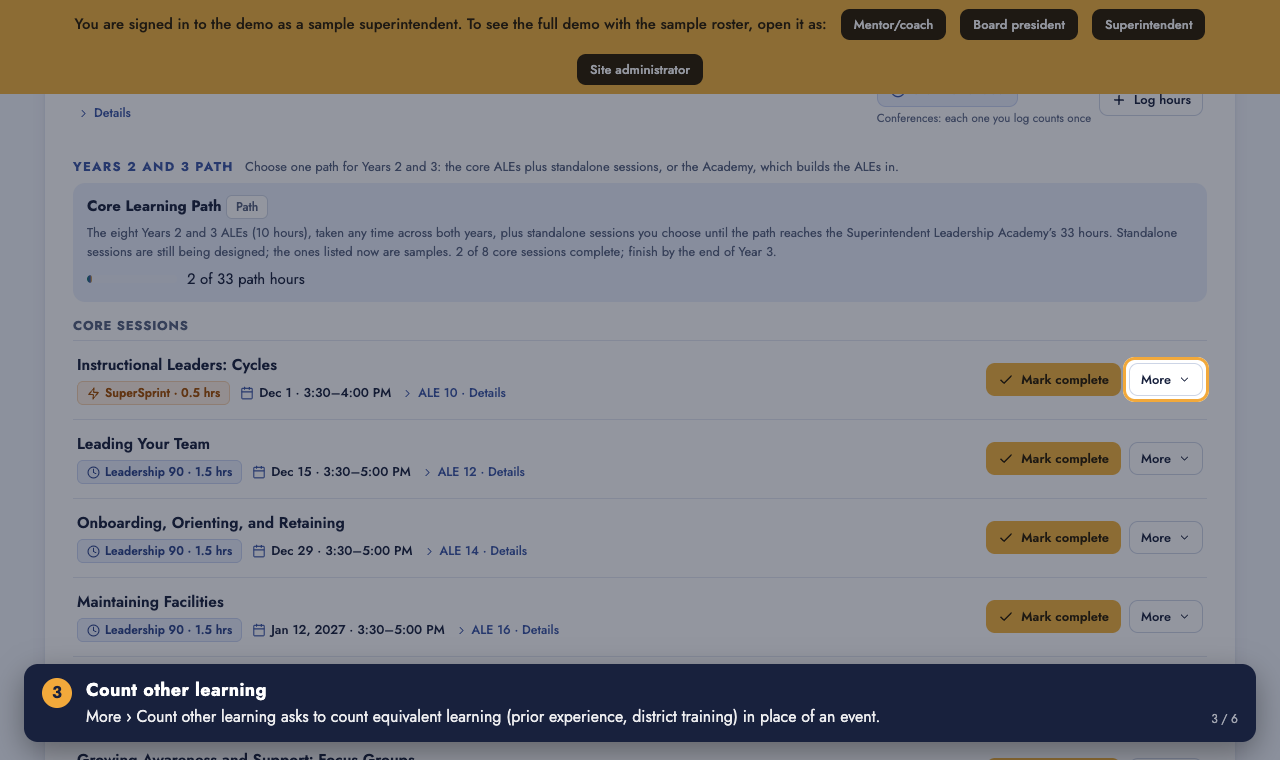 You are signed in to the demo as a sample superintendent. To see the full demo with the sample roster, open it as: Mentor/coach Board president Superintendent
Site administrator
Details
Log hours
Conferences: each one you log counts once
YEARS 2 AND 3 PATH Choose one path for Years 2 and 3: the core ALEs plus standalone sessions, or the Academy, which builds the ALEs in.
Core Learning Path Path
The eight Years 2 and 3 ALEs (10 hours), taken any time across both years, plus standalone sessions you choose until the path reaches the Superintendent Leadership Academy's 33 hours. Standalone
sessions are still being designed; the ones listed now are samples. 2 of 8 core sessions complete; finish by the end of Year 3.
2 of 33 path hours
CORE SESSIONS
Instructional Leaders: Cycles
SuperSprint · 0.5 hrs Dec 1 · 3:30–4:00 PM ALE 10 · Details
Mark complete More
Leading Your Team
Leadership 90 · 1.5 hrs Dec 15 · 3:30–5:00 PM ALE 12 · Details
Mark complete More
Onboarding, Orienting, and Retaining
Leadership 90 · 1.5 hrs Dec 29 · 3:30–5:00 PM ALE 14 · Details
Mark complete More
Maintaining Facilities
Leadership 90 · 1.5 hrs Jan 12, 2027 · 3:30–5:00 PM ALE 16 · Details
Mark complete More
3 Count other learning
More › Count other learning asks to count equivalent learning (prior experience, district training) in place of an event.
3 / 6
Growing Awareness and Support: Focus Groups